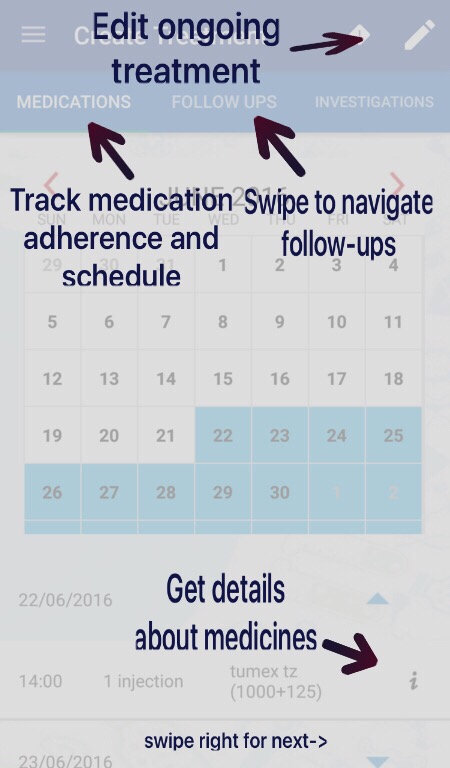 Edit ongoing
Create Treatment
treatment
MEDICATIONS FOLLOW UPS INVESTIGATIONS
JUNE 2016
Track medication Swipe to navigate
SUN MON TUE WED THU FRI SAT
adherence and follow-ups
schedule
29 30 31 1 2 3 4
5 6 7 8 9 10 11
12 13 14 15 16 17 18
19 20 21 22 23 24 25
26 27 28 29 30 1 2
Get details
22/06/2016
about medicines
14:00 1 injection tumex tz
(1000+125)
i
swipe right for next->
23/06/2016